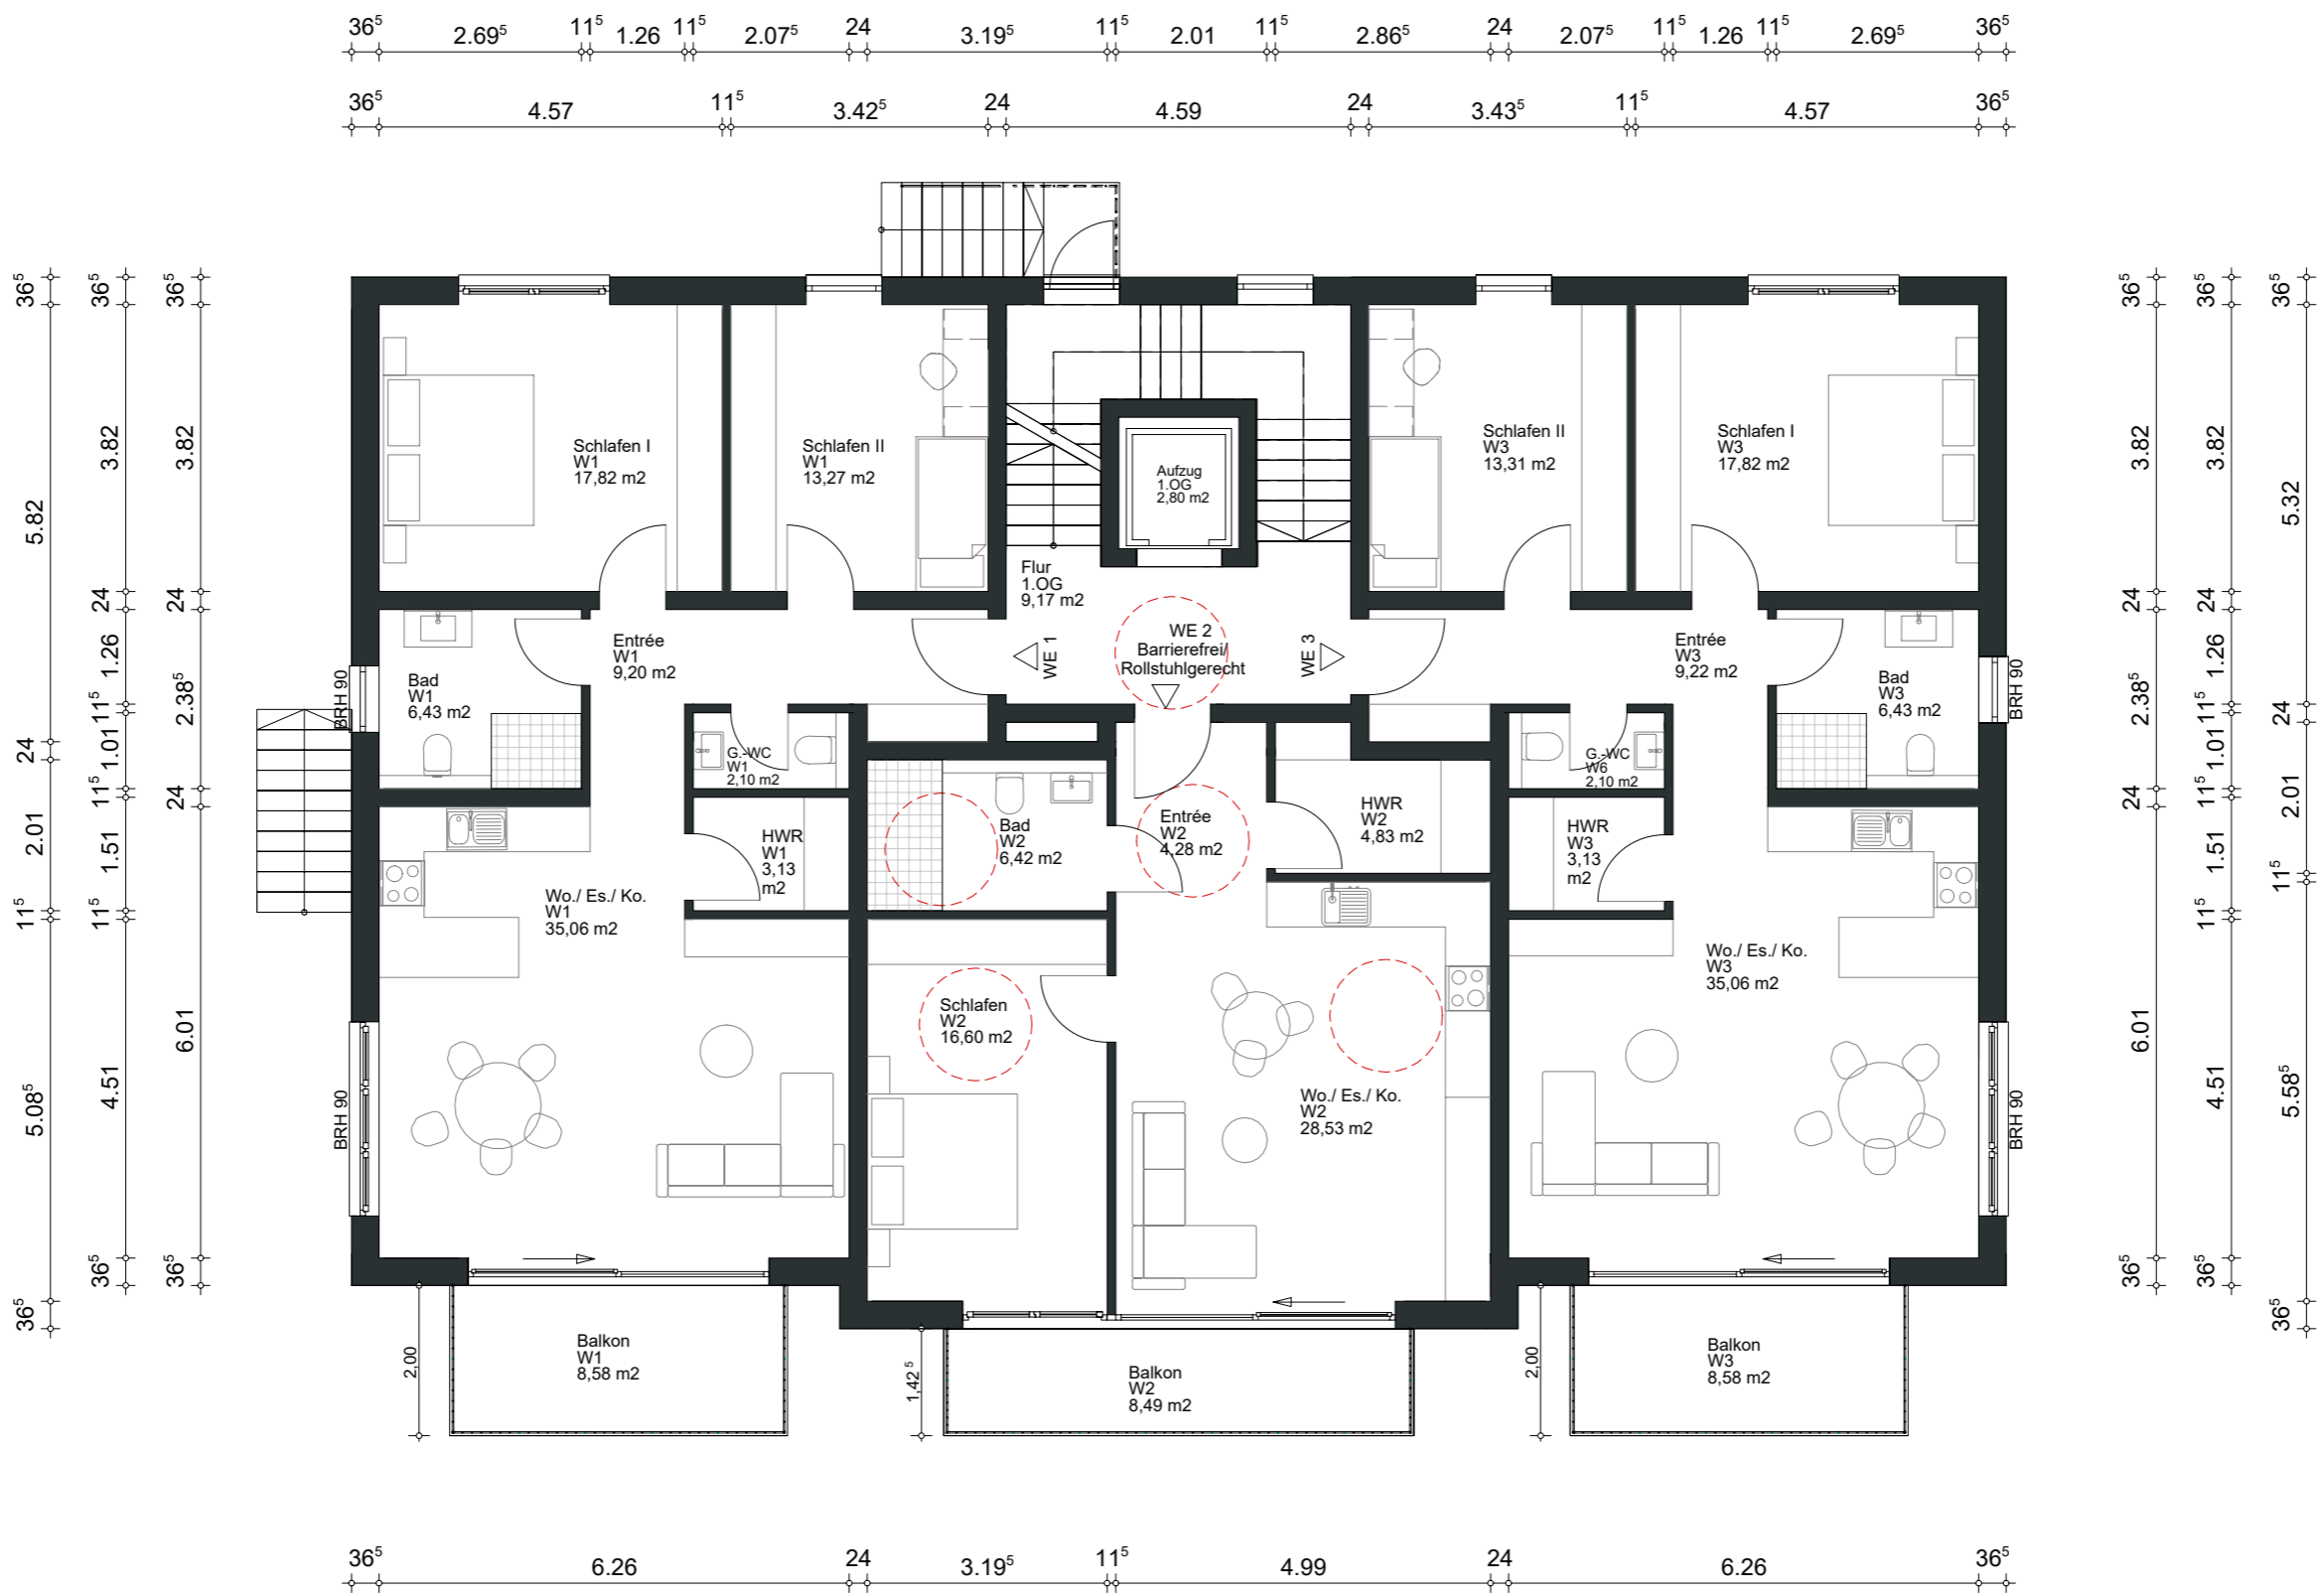 36⁵ 2.69⁵ 11⁵ 1.26 11⁵ 2.07⁵ 24 3.19⁵ 11⁵ 2.01 11⁵ 2.86⁵ 24 2.07⁵ 11⁵ 1.26 11⁵ 2.69⁵ 36⁵
36⁵ 4.57 11⁵ 3.42⁵ 24 4.59 24 3.43⁵ 11⁵ 4.57 36⁵
36⁵ 5.82 24 2.01 11⁵ 5.08⁵ 36⁵
36⁵ 3.82 24 1.26 11⁵ 1.01 11⁵ 1.51 11⁵ 4.51 36⁵
36⁵ 3.82 24 2.38⁵ 24 6.01 36⁵
Schlafen I
W1
17,82 m2
Schlafen II
W1
13,27 m2
Aufzug
1.OG
2,80 m2
Schlafen II
W3
13,31 m2
Schlafen I
W3
17,82 m2
Flur
1.OG
9,17 m2
WE 1
WE 2
Barrierefrei/
Rollstuhlgerecht
WE 3
Entrée
W1
9,20 m2
Entrée
W3
9,22 m2
BRH 90
Bad
W1
6,43 m2
Bad
W3
6,43 m2
BRH 90
G.-WC
W1
2,10 m2
G.-WC
W6
2,10 m2
HWR
W1
3,13
m2
Bad
W2
6,42 m2
Entrée
W2
4,28 m2
HWR
W2
4,83 m2
HWR
W3
3,13
m2
Wo./ Es./ Ko.
W1
35,06 m2
Schlafen
W2
16,60 m2
Wo./ Es./ Ko.
W2
28,53 m2
Wo./ Es./ Ko.
W3
35,06 m2
BRH 90
BRH 90
2,00
Balkon
W1
8,58 m2
1,42⁵
Balkon
W2
8,49 m2
2,00
Balkon
W3
8,58 m2
36⁵ 3.82 24 2.38⁵ 24 6.01 36⁵
36⁵ 3.82 24 1.26 11⁵ 1.01 11⁵ 1.51 11⁵ 4.51 36⁵
36⁵ 5.32 24 2.01 11⁵ 5.58⁵ 36⁵
36⁵ 6.26 24 3.19⁵ 11⁵ 4.99 24 6.26 36⁵